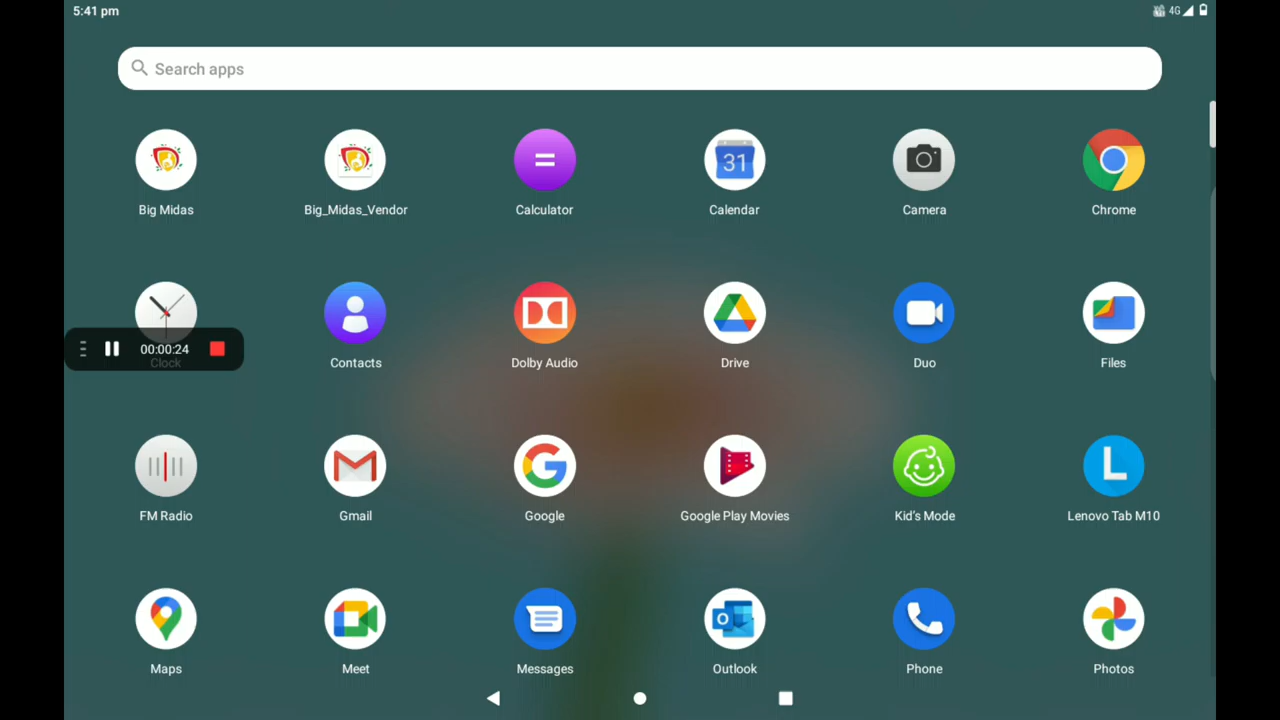 5:41 pm
4G
Search apps
Big Midas
Big_Midas_Vendor
Calculator
31
Calendar
Camera
Chrome
00:00:24
Clock
Contacts
Dolby Audio
Drive
Duo
Files
FM Radio
Gmail
Google
Google Play Movies
Kid's Mode
L
Lenovo Tab M10
Maps
Meet
Messages
Outlook
Phone
Photos